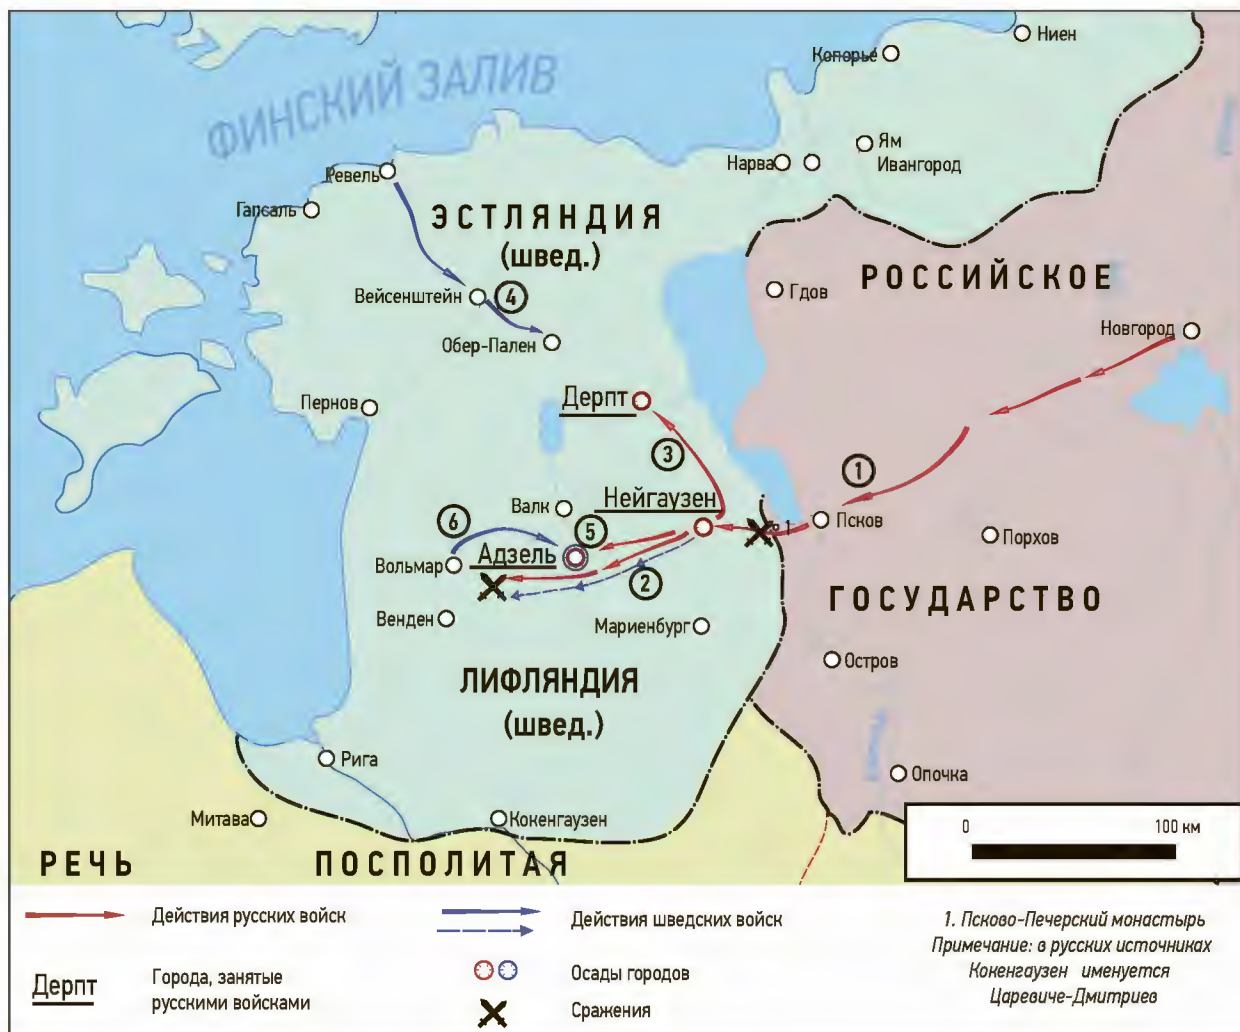 Ниен
Копорье
ФИНСКИЙ ЗАЛИВ
Ям
Нарва
Ивангород
Ревель
Гапсаль
ЭСТЛЯНДИЯ
(швед.)
РОССИЙСКОЕ
Гдов
Вейсенштейн
4
Новгород
Обер-Пален
Дерпт
Пернов
3
1
Нейгаузен
Валк
6
5
1
Псков
Порхов
Адзель
Вольмар
2
ГОСУДАРСТВО
Венден
Мариенбург
Остров
ЛИФЛЯНДИЯ
(швед.)
Рига
Опочка
Митава
Кокенгаузен
0
100 км
РЕЧЬ
ПОСПОЛИТАЯ
Действия русских войск
Действия шведских войск
Дерпт
Города, занятые
русскими войсками
Осады городов
Сражения
1. Псково-Печерский монастырь
Примечание: в русских источниках
Кокенгаузен именуется
Царевиче-Дмитриев